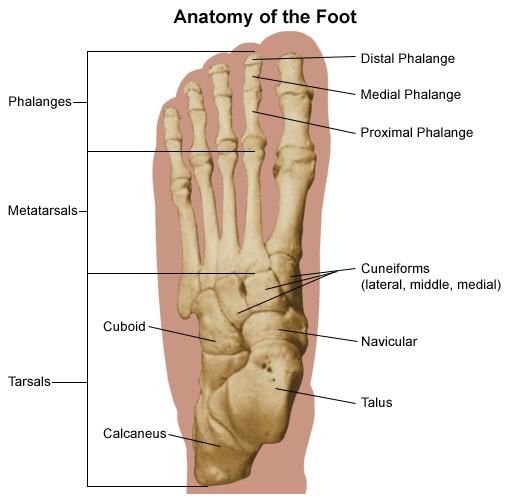 Anatomy of the Foot
Distal Phalange
Phalanges
Medial Phalange
Proximal Phalange
Metatarsals
Cuneiforms
(lateral, middle, medial)
Cuboid
Navicular
Tarsals
Talus
Calcaneus